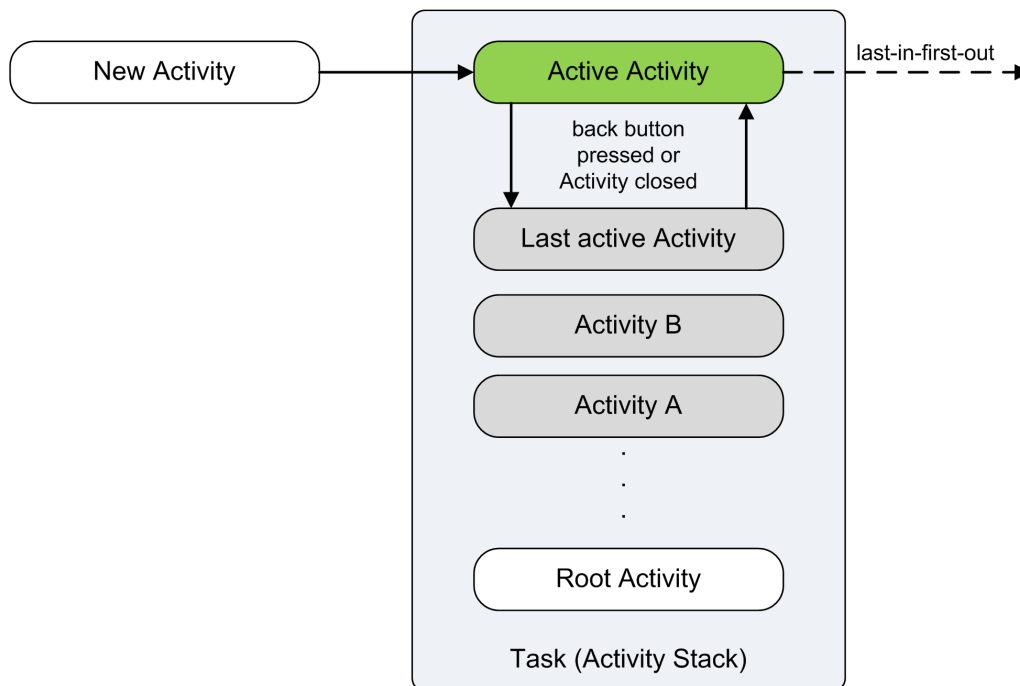 New Activity
Active Activity
last-in-first-out
back button
pressed or
Activity closed
Last active Activity
Activity B
Activity A
.
.
.
Root Activity
Task (Activity Stack)